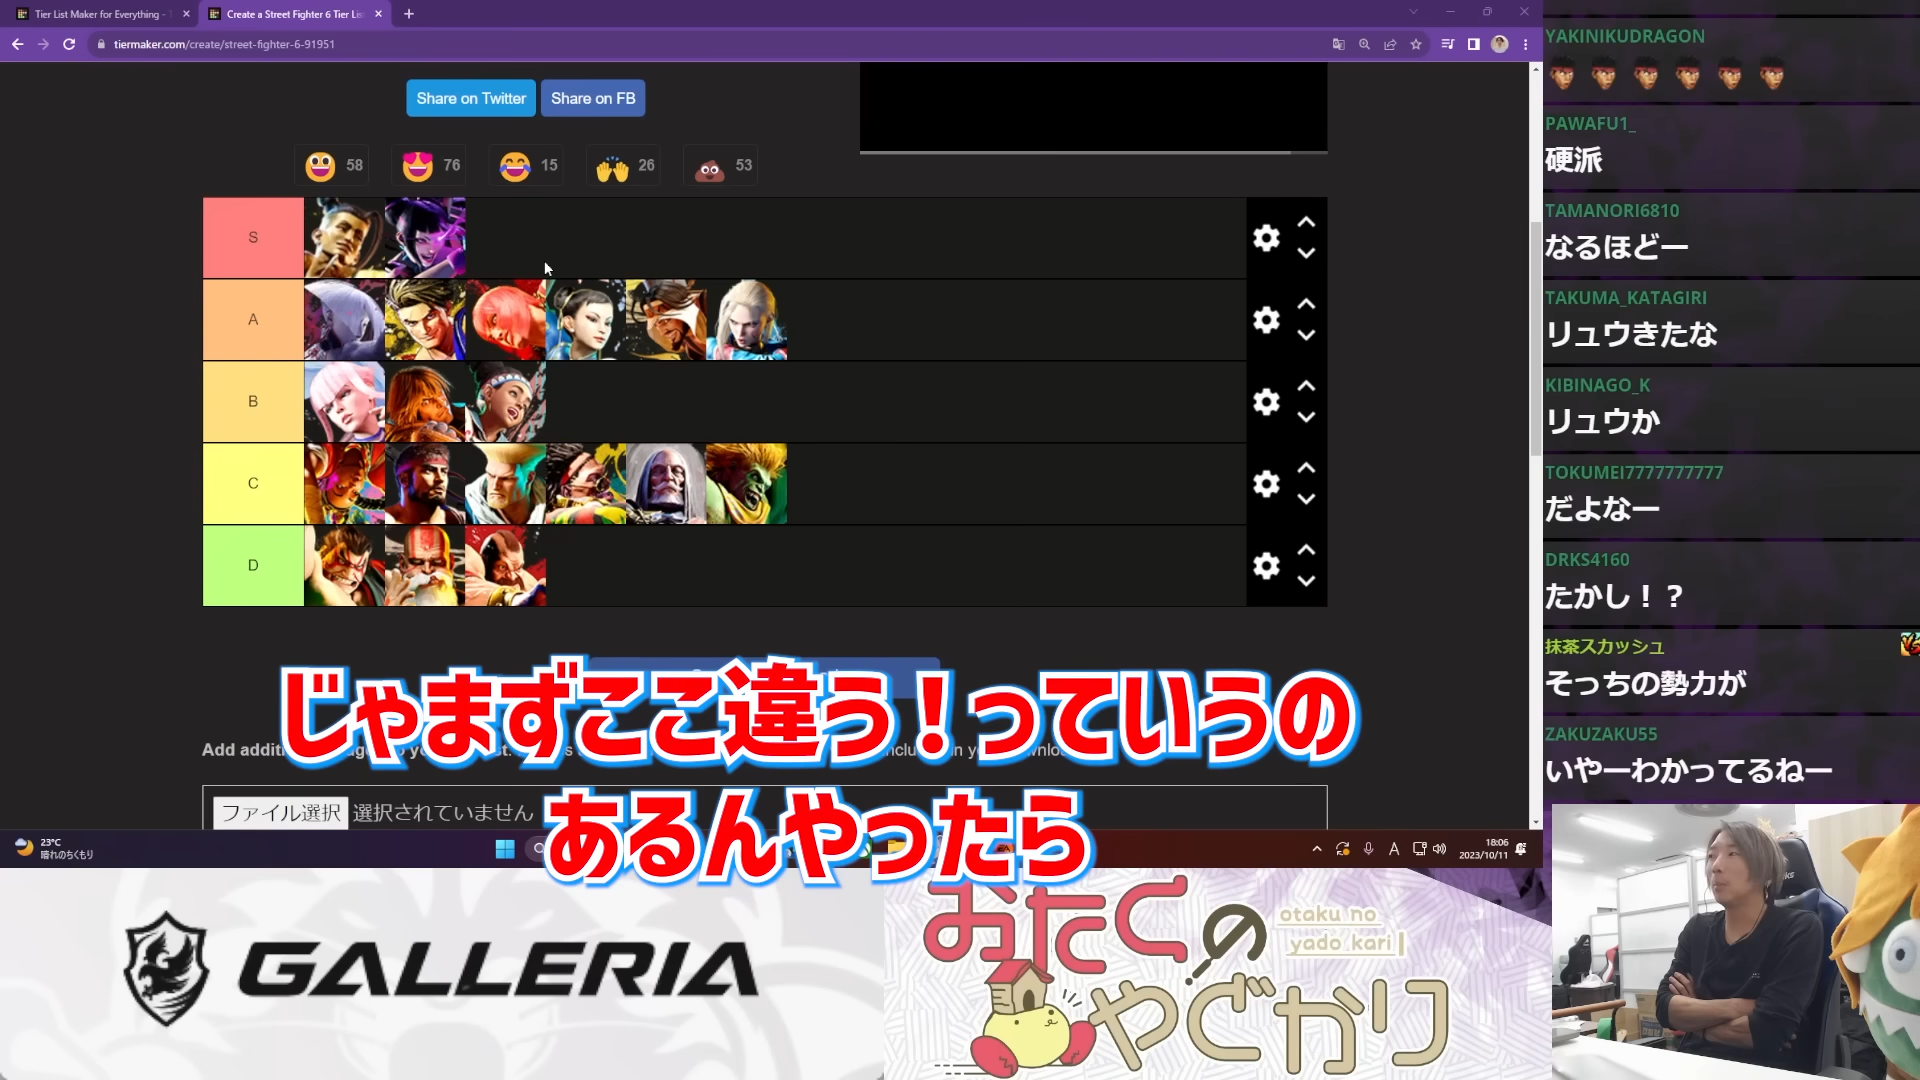 Tier List Maker for Everything -
Create a Street Fighter 6 Tier Lis
tiermaker.com/create/street-fighter-6-91951
Share on Twitter
Share on FB
58
76
15
26
53
S
A
B
C
D
じゃまずここ違う！っていうの
あるんやったら
ファイル選択
選択されていません
23°C
晴れのちくもり
A
18:06
2023/10/11
GALLERIA
おたくの
やどかり
otaku no
yado kari
YAKINIKUDRAGON
PAWAFU1_
硬派
TAMANORI6810
なるほどー
TAKUMA_KATAGIRI
リュウきたな
KIBINAGO_K
リュウか
TOKUMEI7777777777
だよなー
DRKS4160
たかし！？
抹茶スカッシュ
そっちの勢力が
ZAKUZAKU55
いやーわかってるねー